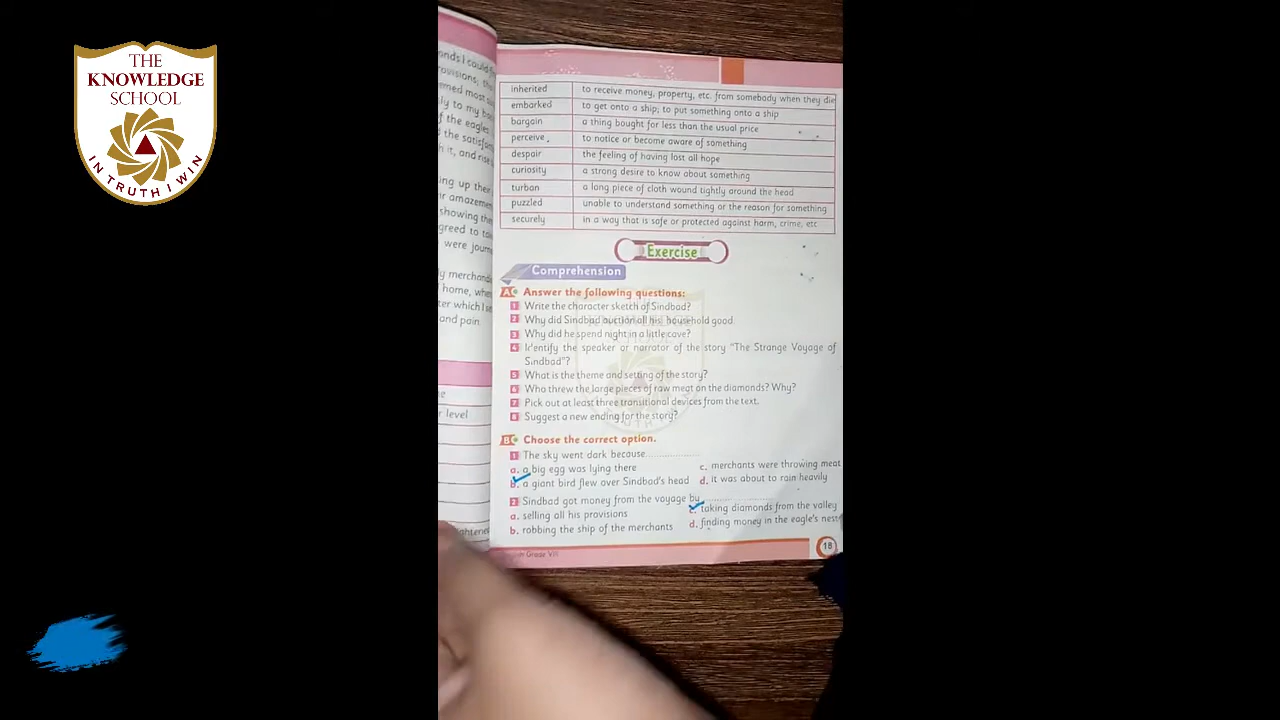 THE
KNOWLEDGE
SCHOOL
IN TRUTH I WIN
inherited to receive money, property, etc. from somebody when they die
embarked to get onto a ship; to put something onto a ship
bargain a thing bought for less than the usual price
perceive to notice or become aware of something
despair the feeling of having lost all hope
curiosity a strong desire to know about something
turban a long piece of cloth wound tightly around the head
puzzled unable to understand something or the reason for something
securely in a way that is safe or protected against harm, crime, etc
Exercise
Comprehension
A Answer the following questions:
1 Write the character sketch of Sindbad?
2 Why did Sindbad auction all his household good.
3 Why did he spend night in a little cave?
4 Identify the speaker or narrator of the story "The Strange Voyage of
Sindbad"?
5 What is the theme and setting of the story?
6 Who threw the large pieces of raw meat on the diamonds? Why?
7 Pick out at least three transitional devices from the text.
8 Suggest a new ending for the story?
B Choose the correct option.
1 The sky went dark becouse...............
a. a big egg was lying there c. merchants were throwing meat
b. a giant bird flew over Sindbad's head d. it was about to rain heavily
2 Sindbad got money from the voyage by ...............
a. selling all his provisions c. taking diamonds from the valley
b. robbing the ship of the merchants d. finding money in the eagle's nest
Grade VII
18